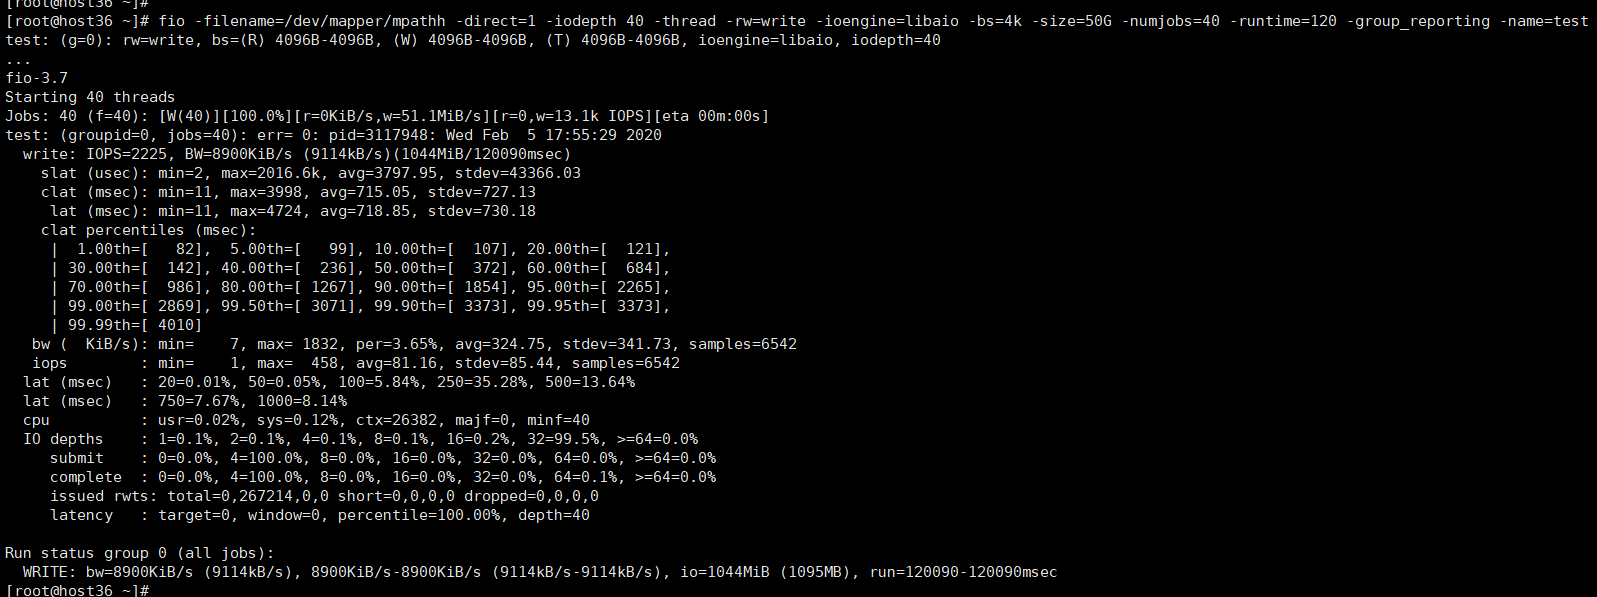 [root@host36 ~]#
[root@host36 ~]# fio -filename=/dev/mapper/mpathh -direct=1 -iodepth 40 -thread -rw=write -ioengine=libaio -bs=4k -size=50G -numjobs=40 -runtime=120 -group_reporting -name=test
test: (g=0): rw=write, bs=(R) 4096B-4096B, (W) 4096B-4096B, (T) 4096B-4096B, ioengine=libaio, iodepth=40
...
fio-3.7
Starting 40 threads
Jobs: 40 (f=40): [W(40)][100.0%][r=0KiB/s,w=51.1MiB/s][r=0,w=13.1k IOPS][eta 00m:00s]
test: (groupid=0, jobs=40): err= 0: pid=3117948: Wed Feb  5 17:55:29 2020
  write: IOPS=2225, BW=8900KiB/s (9114kB/s)(1044MiB/120090msec)
    slat (usec): min=2, max=2016.6k, avg=3797.95, stdev=43366.03
    clat (msec): min=11, max=3998, avg=715.05, stdev=727.13
     lat (msec): min=11, max=4724, avg=718.85, stdev=730.18
    clat percentiles (msec):
     |  1.00th=[   82],  5.00th=[   99], 10.00th=[  107], 20.00th=[  121],
     | 30.00th=[  142], 40.00th=[  236], 50.00th=[  372], 60.00th=[  684],
     | 70.00th=[  986], 80.00th=[ 1267], 90.00th=[ 1854], 95.00th=[ 2265],
     | 99.00th=[ 2869], 99.50th=[ 3071], 99.90th=[ 3373], 99.95th=[ 3373],
     | 99.99th=[ 4010]
   bw (  KiB/s): min=    7, max= 1832, per=3.65%, avg=324.75, stdev=341.73, samples=6542
   iops        : min=    1, max=  458, avg=81.16, stdev=85.44, samples=6542
  lat (msec)   : 20=0.01%, 50=0.05%, 100=5.84%, 250=35.28%, 500=13.64%
  lat (msec)   : 750=7.67%, 1000=8.14%
  cpu          : usr=0.02%, sys=0.12%, ctx=26382, majf=0, minf=40
  IO depths    : 1=0.1%, 2=0.1%, 4=0.1%, 8=0.1%, 16=0.2%, 32=99.5%, >=64=0.0%
     submit    : 0=0.0%, 4=100.0%, 8=0.0%, 16=0.0%, 32=0.0%, 64=0.0%, >=64=0.0%
     complete  : 0=0.0%, 4=100.0%, 8=0.0%, 16=0.0%, 32=0.0%, 64=0.1%, >=64=0.0%
     issued rwts: total=0,267214,0,0 short=0,0,0,0 dropped=0,0,0,0
     latency   : target=0, window=0, percentile=100.00%, depth=40

Run status group 0 (all jobs):
  WRITE: bw=8900KiB/s (9114kB/s), 8900KiB/s-8900KiB/s (9114kB/s-9114kB/s), io=1044MiB (1095MB), run=120090-120090msec
[root@host36 ~]#